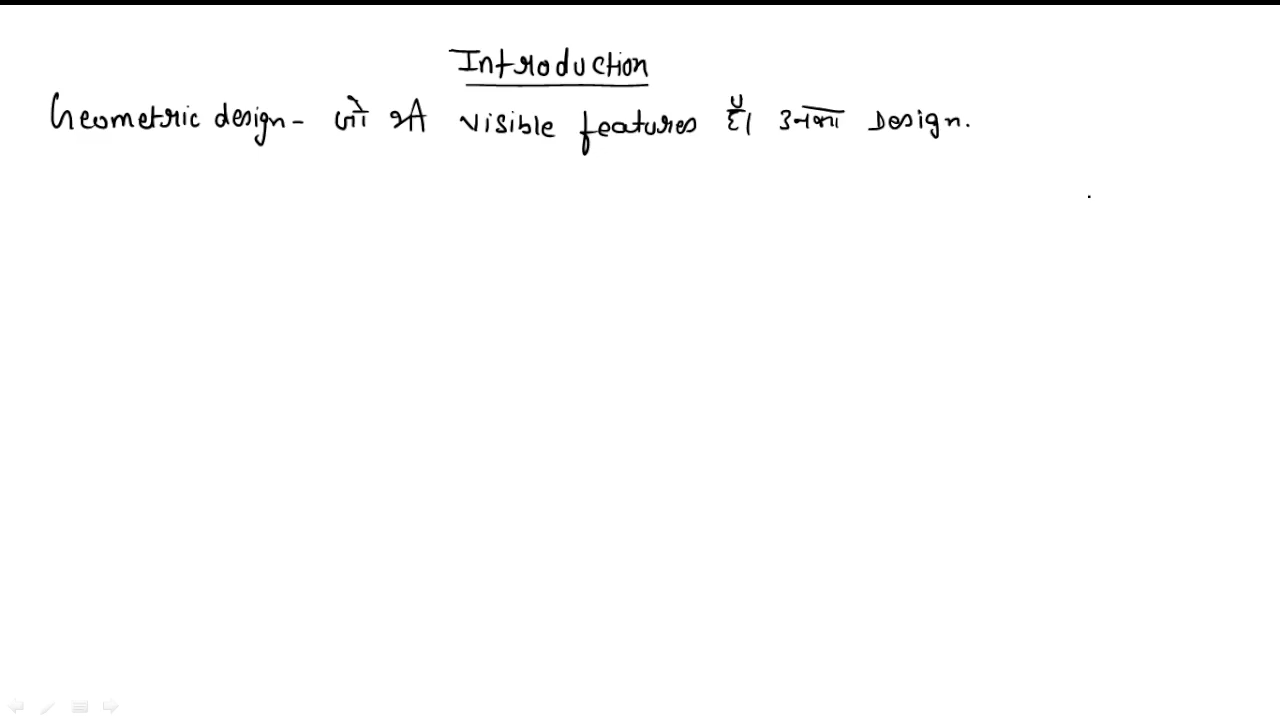 Introduction
Geometric design - जो भी visible features है। उनका Design.